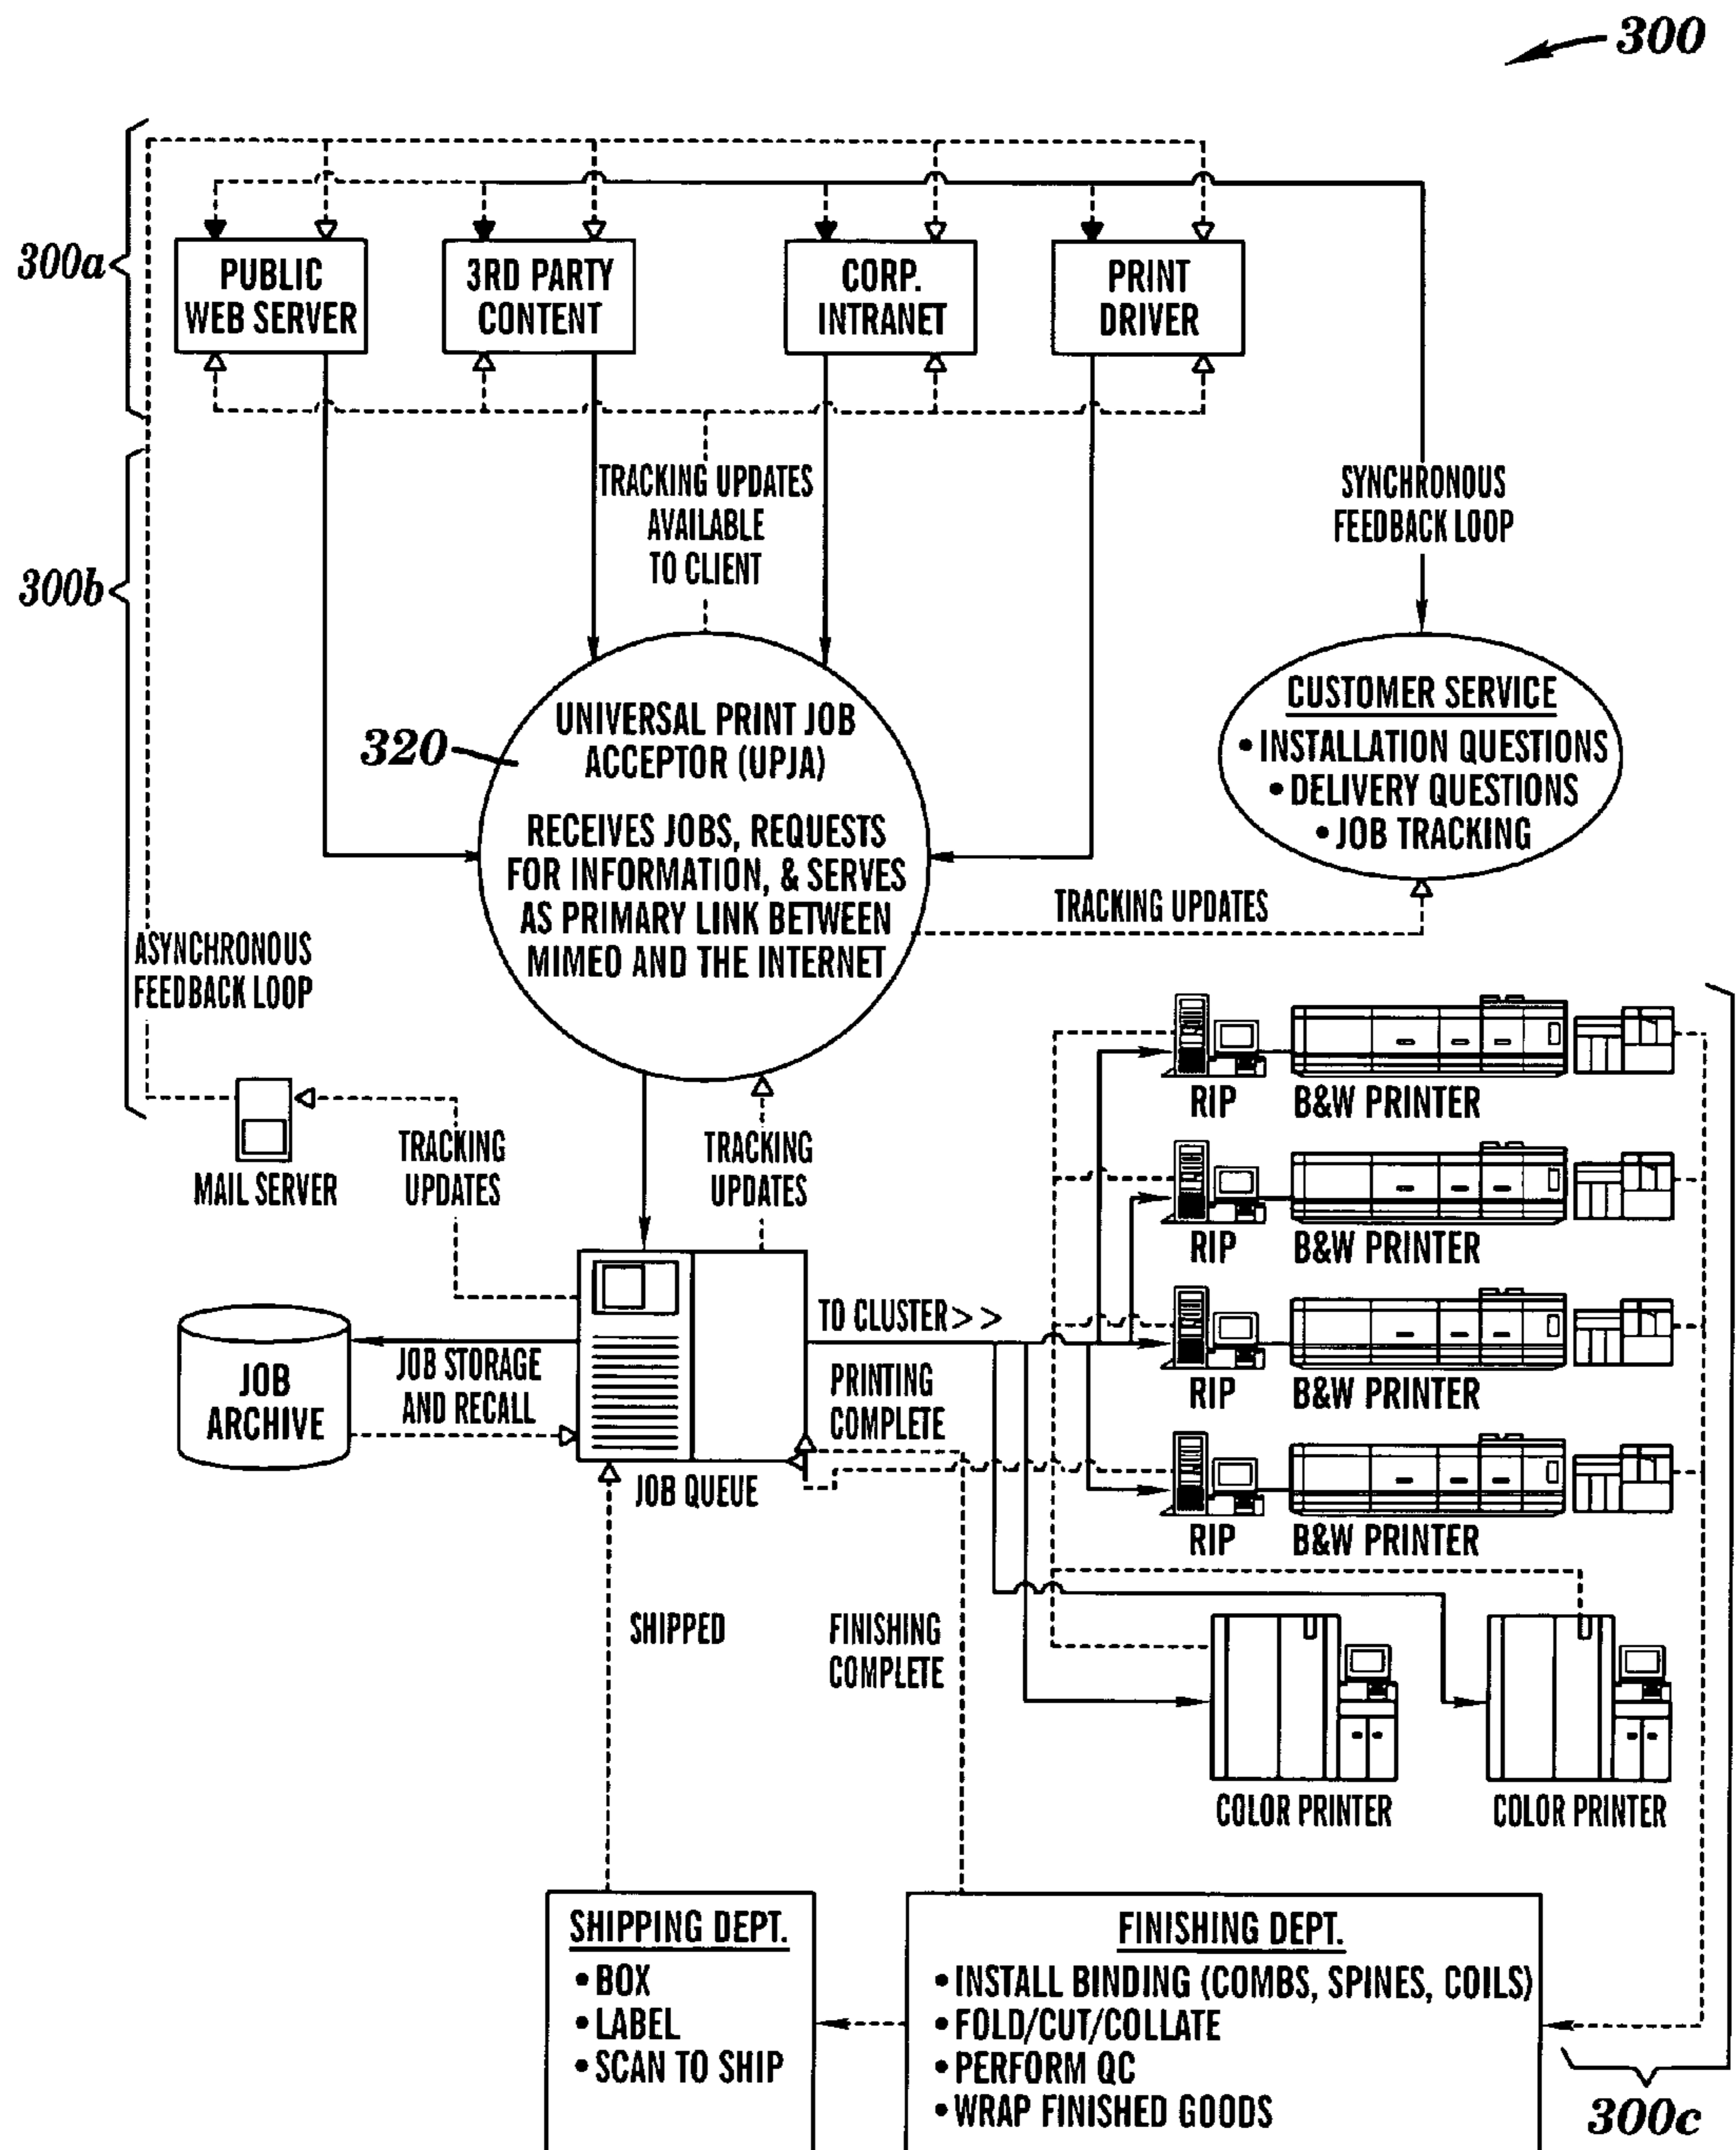 300
300a
PUBLIC
WEB SERVER
3RD PARTY
CONTENT
CORP.
INTRANET
PRINT
DRIVER
TRACKING UPDATES
AVAILABLE
TO CLIENT
SYNCHRONOUS
FEEDBACK LOOP
300b
320
UNIVERSAL PRINT JOB
ACCEPTOR (UPJA)
RECEIVES JOBS, REQUESTS
FOR INFORMATION, & SERVES
AS PRIMARY LINK BETWEEN
MIMEO AND THE INTERNET
CUSTOMER SERVICE
• INSTALLATION QUESTIONS
• DELIVERY QUESTIONS
• JOB TRACKING
TRACKING UPDATES
ASYNCHRONOUS
FEEDBACK LOOP
MAIL SERVER
TRACKING
UPDATES
TRACKING
UPDATES
RIP B&W PRINTER
RIP B&W PRINTER
RIP B&W PRINTER
RIP B&W PRINTER
JOB
ARCHIVE
JOB STORAGE
AND RECALL
TO CLUSTER>>
PRINTING
COMPLETE
JOB QUEUE
SHIPPED
FINISHING
COMPLETE
COLOR PRINTER
COLOR PRINTER
SHIPPING DEPT.
• BOX
• LABEL
• SCAN TO SHIP
FINISHING DEPT.
• INSTALL BINDING (COMBS, SPINES, COILS)
• FOLD/CUT/COLLATE
• PERFORM QC
• WRAP FINISHED GOODS
300c